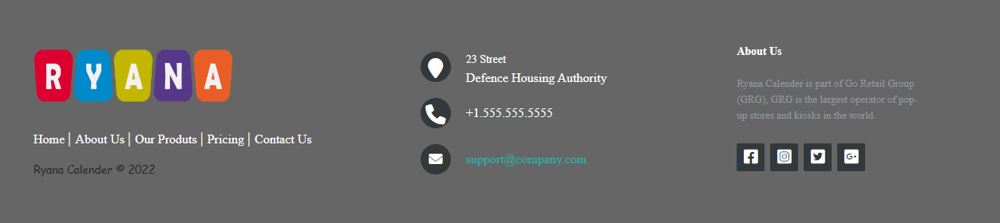 RYANA
Home | About Us | Our Produts | Pricing | Contact Us
Ryana Calender © 2022
23 Street
Defence Housing Authority
+1.555.555.5555
support@company.com
About Us
Ryana Calender is part of Go Retail Group
(GRG), GRG is the largest operator of pop-
up stores and kiosks in the world.
G+